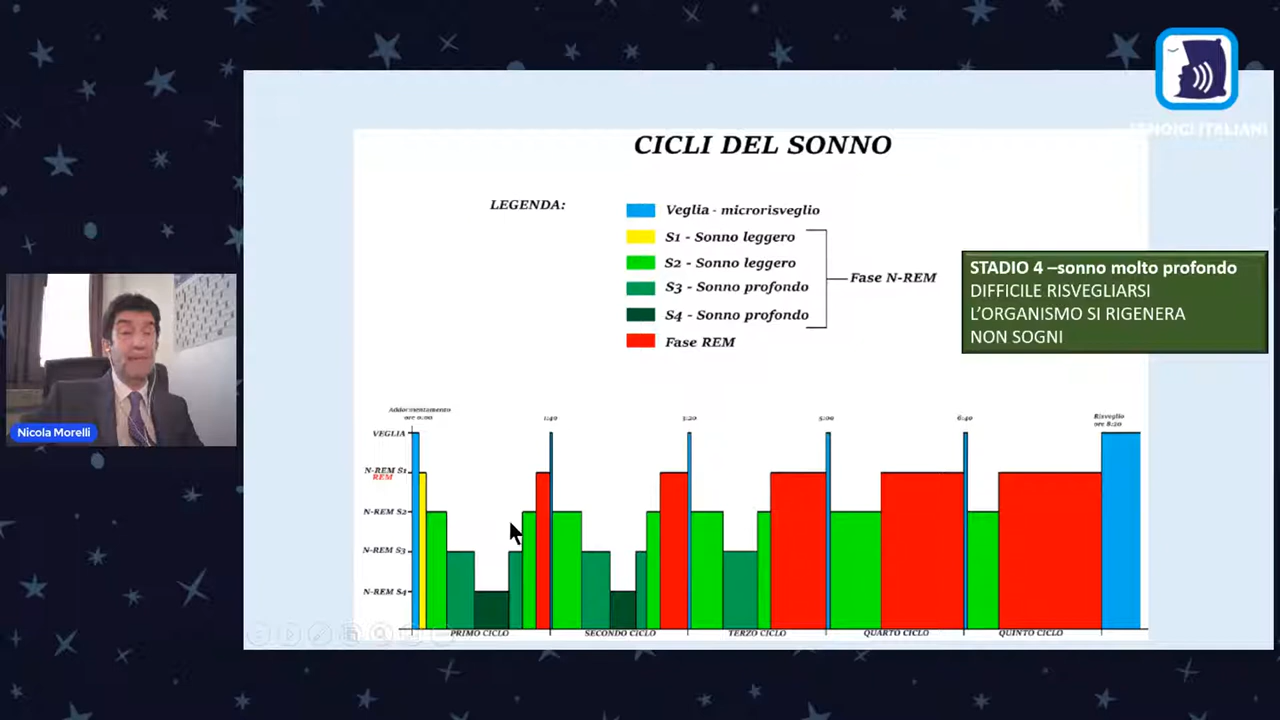 APNOICI ITALIANI
CICLI DEL SONNO
LEGENDA:
Veglia - microrisveglio
S1 - Sonno leggero
S2 - Sonno leggero
S3 - Sonno profondo
S4 - Sonno profondo
Fase REM
Fase N-REM
STADIO 4 –sonno molto profondo
DIFFICILE RISVEGLIARSI
L'ORGANISMO SI RIGENERA
NON SOGNI
Nicola Morelli
Addormentamento
ore 0:00
1:40
3:20
5:00
6:40
Risveglio
ore 8:20
VEGLIA
N-REM S1
REM
N-REM S2
N-REM S3
N-REM S4
PRIMO CICLO
SECONDO CICLO
TERZO CICLO
QUARTO CICLO
QUINTO CICLO